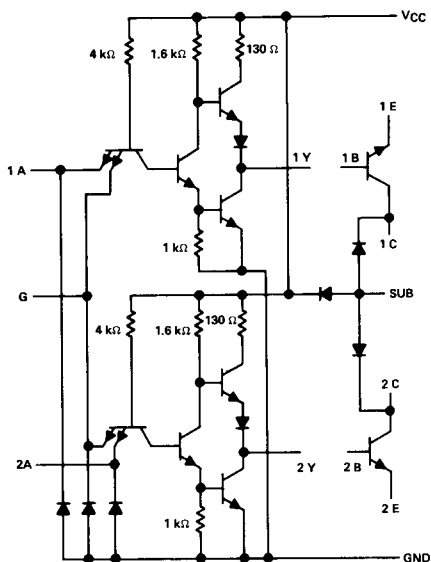 VCC
4 kΩ
1.6 kΩ
130 Ω
1 E
1 A
1 Y
1 B
1 kΩ
1 C
G
SUB
4 kΩ
1.6 kΩ
130 Ω
2 C
2A
2 Y
2 B
1 kΩ
2 E
GND